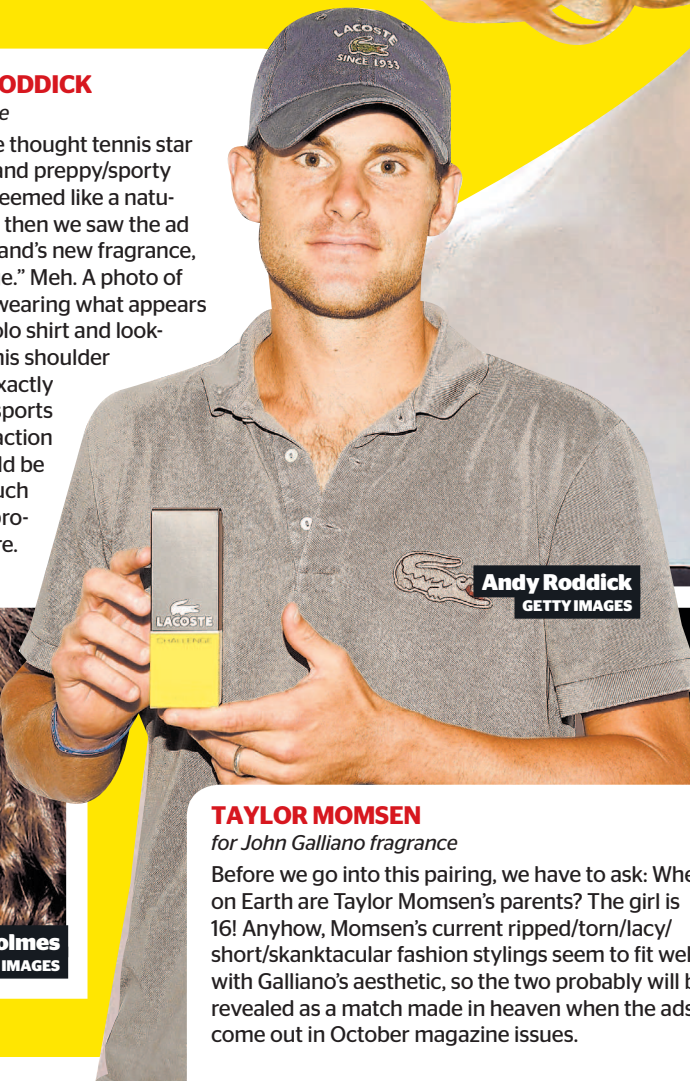 LACOSTE
SINCE 1933
ODDICK
e
e thought tennis star
and preppy/sporty
eemed like a natu-
then we saw the ad
and's new fragrance,
e." Meh. A photo of
wearing what appears
olo shirt and look-
his shoulder
exactly
sports
action
ld be
uch
pro-
re.
LACOSTE
CHALLENGE
Andy Roddick
GETTY IMAGES
olmes
IMAGES
TAYLOR MOMSEN
for John Galliano fragrance
Before we go into this pairing, we have to ask: Whe
on Earth are Taylor Momsen's parents? The girl is
16! Anyhow, Momsen's current ripped/torn/lacy/
short/skanktacular fashion stylings seem to fit wel
with Galliano's aesthetic, so the two probably will b
revealed as a match made in heaven when the ads
come out in October magazine issues.